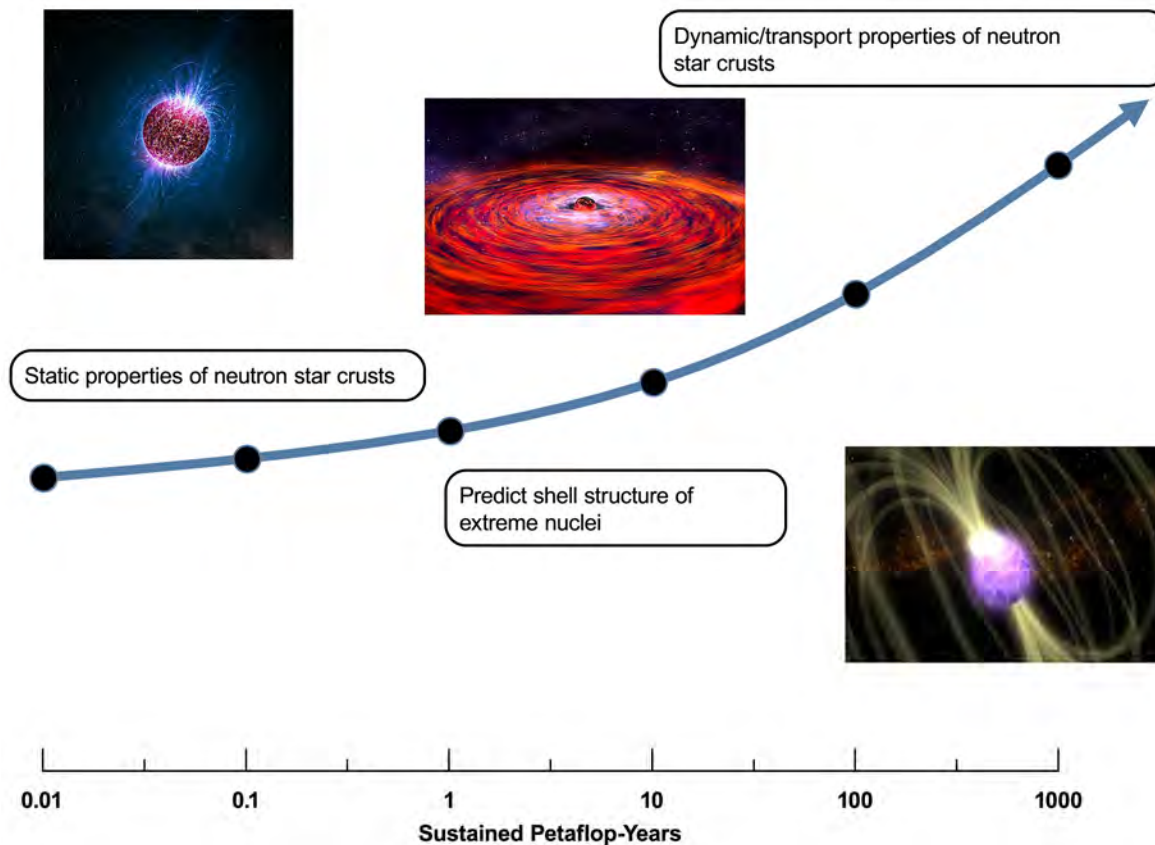 Dynamic/transport properties of neutron
star crusts
Static properties of neutron star crusts
Predict shell structure of
extreme nuclei
0.01 0.1 1 10 100 1000
Sustained Petaflop-Years